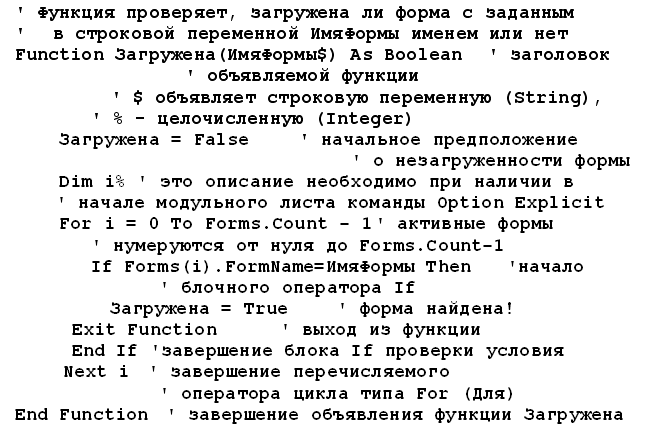 ' Функция проверяет, загружена ли форма с заданным
' в строковой переменной ИмяФормы именем или нет
Function Загружена(ИмяФормы$) As Boolean ' заголовок
' объявляемой функции
' $ объявляет строковую переменную (String),
' % - целочисленную (Integer)
Загружена = False ' начальное предположение
' о незагруженности формы
Dim i% ' это описание необходимо при наличии в
' начале модульного листа команды Option Explicit
For i = 0 To Forms.Count - 1' активные формы
' нумеруются от нуля до Forms.Count-1
If Forms(i).FormName=ИмяФормы Then 'начало
' блочного оператора If
Загружена = True ' форма найдена!
Exit Function ' выход из функции
End If 'завершение блока If проверки условия
Next i ' завершение перечисляемого
' оператора цикла типа For (Для)
End Function ' завершение объявления функции Загружена